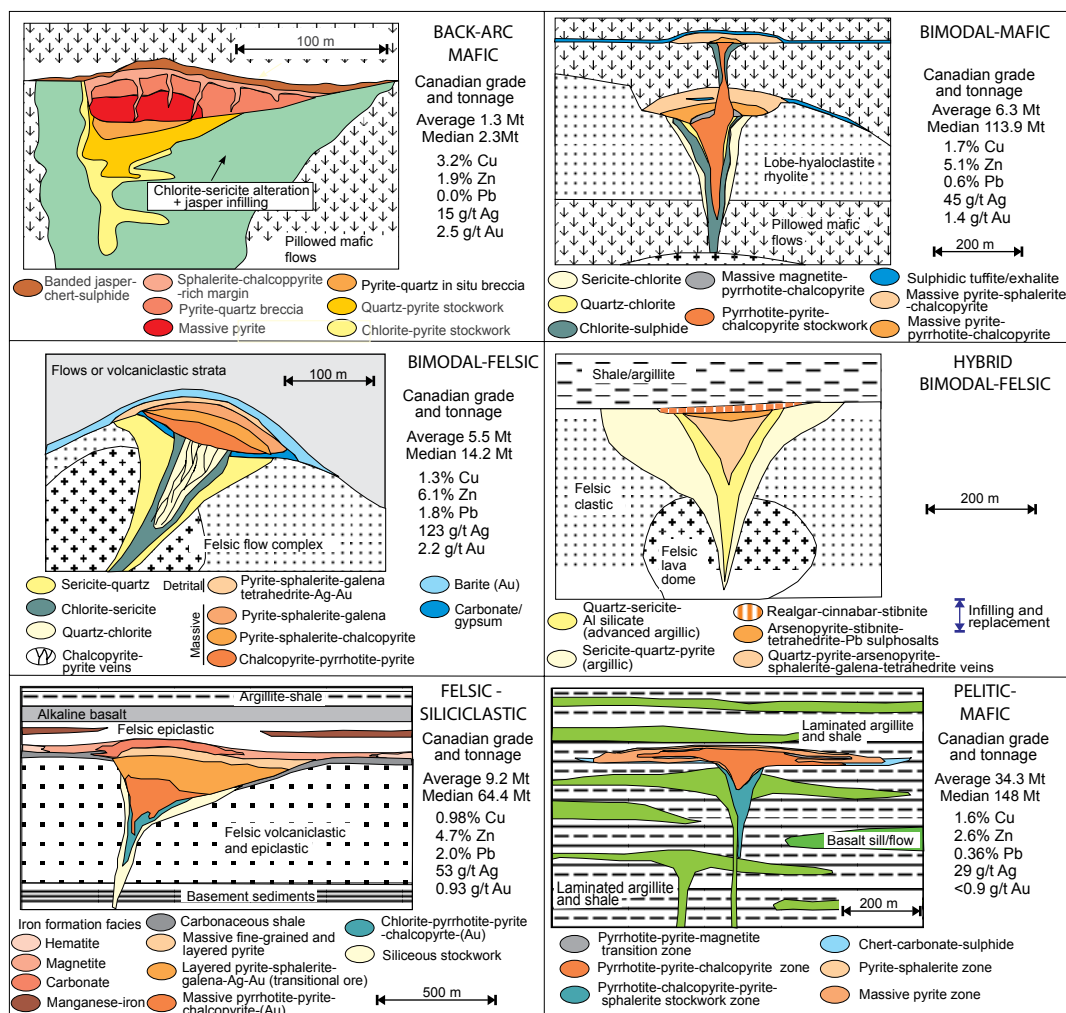 BACK-ARC
MAFIC
100 m
Canadian grade
and tonnage
Average 1.3 Mt
Median 2.3Mt
3.2% Cu
1.9% Zn
0.0% Pb
15 g/t Ag
2.5 g/t Au
Chlorite-sericite alteration
+ jasper infilling
Pillowed mafic
flows
Banded jasper-
chert-sulphide
Sphalerite-chalcoppyrite
-rich margin
Pyrite-quartz breccia
Massive pyrite
Pyrite-quartz in situ breccia
Quartz-pyrite stockwork
Chlorite-pyrite stockwork
BIMODAL-MAFIC
Canadian grade
and tonnage
Average 6.3 Mt
Median 113.9 Mt
1.7% Cu
5.1% Zn
0.6% Pb
45 g/t Ag
1.4 g/t Au
200 m
Lobe-hyaloclastite
rhyolite
Pillowed mafic
flows
Sericite-chlorite
Quartz-chlorite
Chlorite-sulphide
Massive magnetite-
pyrrhotite-chalcopyrite
Pyrrhotite-pyrite-
chalcopyrite stockwork
Sulphidic tuffite/exhalite
Massive pyrite-sphalerite
-chalcopyrite
Massive pyrite-
pyrrhotite-chalcopyrite
BIMODAL-FELSIC
Flows or volcaniclastic strata
100 m
Canadian grade
and tonnage
Average 5.5 Mt
Median 14.2 Mt
1.3% Cu
6.1% Zn
1.8% Pb
123 g/t Ag
2.2 g/t Au
Felsic flow complex
Sericite-quartz
Chlorite-sericite
Quartz-chlorite
Chalcopyrite-
pyrite veins
Detrital
Pyrite-sphalerite-galena
tetrahedrite-Ag-Au
Massive
Pyrite-sphalerite-galena
Pyrite-sphalerite-chalcopyrite
Chalcopyrite-pyrrhotite-pyrite
Barite (Au)
Carbonate/
gypsum
HYBRID
BIMODAL-FELSIC
Shale/argillite
Felsic
clastic
Felsic
lava
dome
200 m
Quartz-sericite-
Al silicate
(advanced argillic)
Sericite-quartz-pyrite
(argillic)
Realgar-cinnabar-stibnite
Arsenopyrite-stibnite-
tetrahedrite-Pb sulphosalts
Quartz-pyrite-arsenopyrite-
sphalerite-galena-tetrahedrite veins
Infilling and
replacement
FELSIC -
SILICICLASTIC
Argillite-shale
Alkaline basalt
Felsic epiclastic
Canadian grade
and tonnage
Average 9.2 Mt
Median 64.4 Mt
0.98% Cu
4.7% Zn
2.0% Pb
53 g/t Ag
0.93 g/t Au
Felsic volcaniclastic
and epiclastic
Basement sediments
Iron formation facies
Hematite
Magnetite
Carbonate
Manganese-iron
Carbonaceous shale
Massive fine-grained and
layered pyrite
Layered pyrite-sphalerite-
galena-Ag-Au (transitional ore)
Massive pyrrhotite-pyrite-
chalcopyrite-(Au)
Chlorite-pyrrhotite-pyrite
-chalcopyrte-(Au)
Siliceous stockwork
500 m
PELITIC-
MAFIC
Laminated argillite
and shale
Canadian grade
and tonnage
Average 34.3 Mt
Median 148 Mt
1.6% Cu
2.6% Zn
0.36% Pb
29 g/t Ag
<0.9 g/t Au
Basalt sill/flow
Laminated argillite
and shale
200 m
Pyrrhotite-pyrite-magnetite
transition zone
Pyrrhotite-pyrite-chalcopyrite zone
Pyrrhotite-chalcopyrite-pyrite-
sphalerite stockwork zone
Chert-carbonate-sulphide
Pyrite-sphalerite zone
Massive pyrite zone